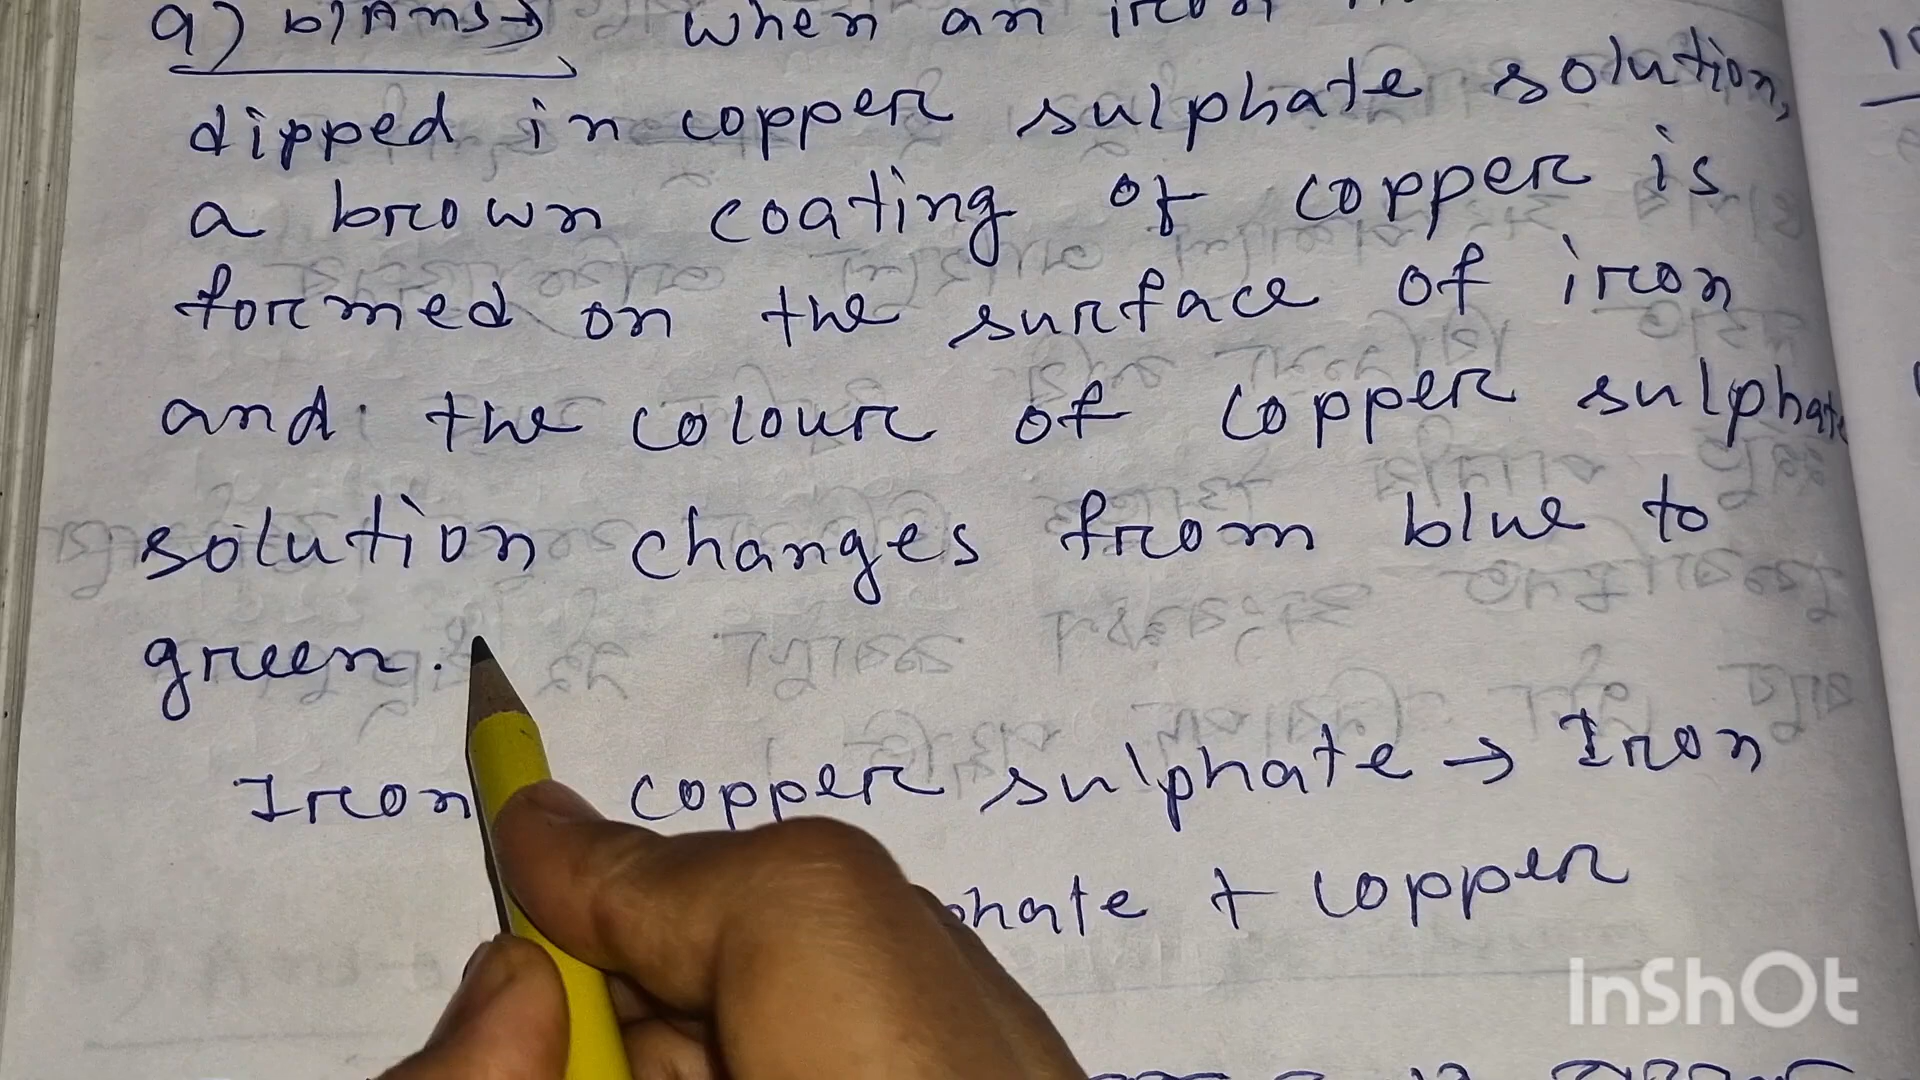 9) b) Ans → When an iron
dipped in copper sulphate solution,
a brown coating of copper is
formed on the surface of iron
and the colour of copper sulphate
solution changes from blue to
green.
Iron copper sulphate → Iron
phate + copper
InShOt